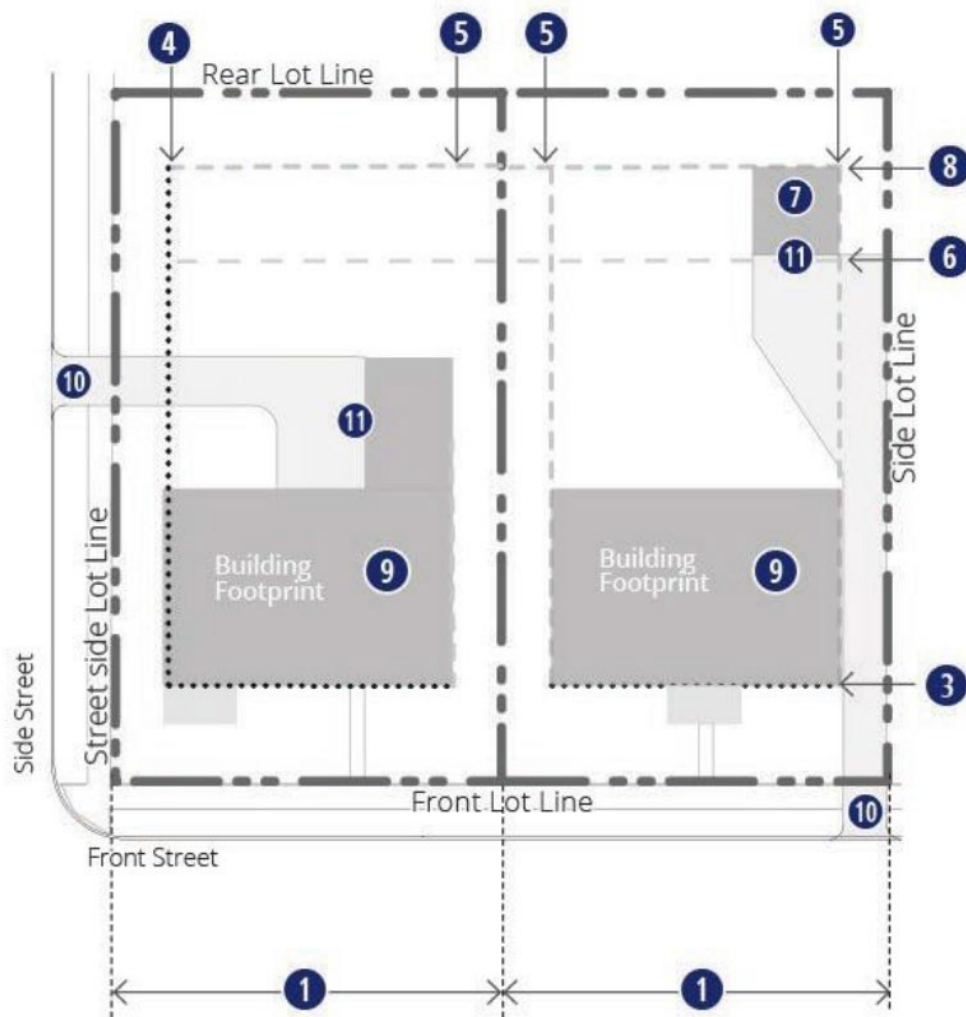 4
5
5
5
Rear Lot Line
8
7
11
6
Side Lot Line
10
11
Building
Footprint
9
Building
Footprint
9
Street side Lot Line
Side Street
3
Front Lot Line
10
Front Street
1
1